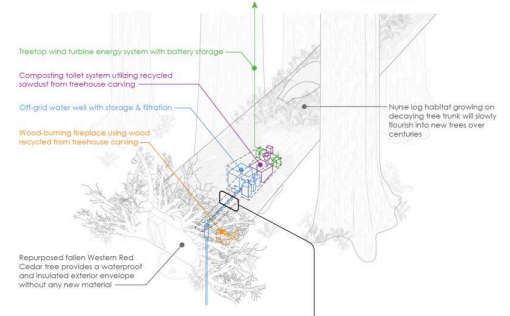 Treetop wind turbine energy system with battery storage
Composting toilet system utilizing recycled
sawdust from treehouse carving
Off-grid water well with storage & filtration
Wood-burning fireplace using wood
recycled from treehouse carving
Nurse log habitat growing on
decaying tree trunk will slowly
flourish into new trees over
centuries
Repurposed fallen Western Red
Cedar tree provides a waterproof
and insulated exterior envelope
without any new material